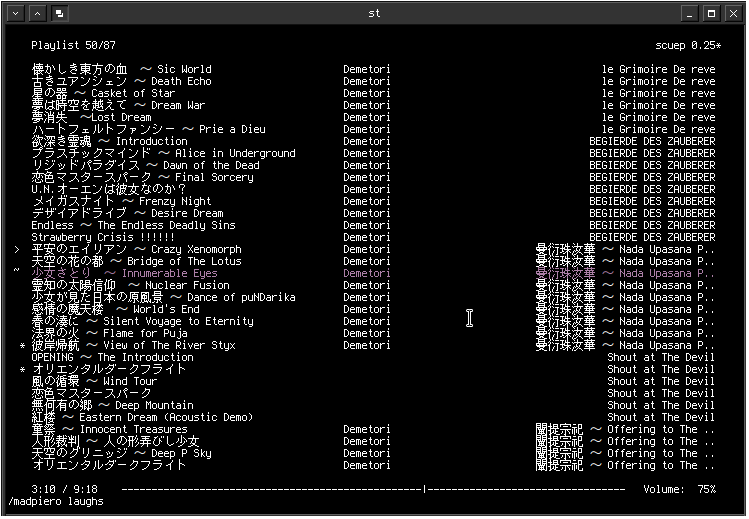 st
Playlist 50/87 scuep 0.25*
懐かしき東方の血 ～ Sic World Demetori le Grimoire De reve
古きユアンシェン ～ Death Echo Demetori le Grimoire De reve
星の器 ～ Casket of Star Demetori le Grimoire De reve
夢は時空を越えて ～ Dream War Demetori le Grimoire De reve
夢消失 ～Lost Dream Demetori le Grimoire De reve
ハートフェルトファンシー ～ Prie a Dieu Demetori le Grimoire De reve
欲深き霊魂 ～ Introduction Demetori BEGIERDE DES ZAUBERER
プラスチックマインド ～ Alice in Underground Demetori BEGIERDE DES ZAUBERER
リジッドパラダイス ～ Dawn of the Dead Demetori BEGIERDE DES ZAUBERER
恋色マスタースパーク ～ Final Sorcery Demetori BEGIERDE DES ZAUBERER
U.N.オーエンは彼女なのか？ Demetori BEGIERDE DES ZAUBERER
メイガスナイト ～ Frenzy Night Demetori BEGIERDE DES ZAUBERER
デザイアドライブ ～ Desire Dream Demetori BEGIERDE DES ZAUBERER
Endless ～ The Endless Deadly Sins Demetori BEGIERDE DES ZAUBERER
Strawberry Crisis !!!!!! Demetori BEGIERDE DES ZAUBERER
> 平安のエイリアン ～ Crazy Xenomorph Demetori 曼衍珠汝華 ～ Nada Upasana P..
天空の花の都 ～ Bridge of The Lotus Demetori 曼衍珠汝華 ～ Nada Upasana P..
~ 少女さとり ～ Innumerable Eyes Demetori 曼衍珠汝華 ～ Nada Upasana P..
霊知の太陽信仰 ～ Nuclear Fusion Demetori 曼衍珠汝華 ～ Nada Upasana P..
少女が見た日本の原風景 ～ Dance of puNDarika Demetori 曼衍珠汝華 ～ Nada Upasana P..
感情の魔天楼 ～ World's End Demetori 曼衍珠汝華 ～ Nada Upasana P..
春の湊に ～ Silent Voyage to Eternity Demetori 曼衍珠汝華 ～ Nada Upasana P..
法界の火 ～ Flame for Puja Demetori 曼衍珠汝華 ～ Nada Upasana P..
* 彼岸帰航 ～ View of The River Styx Demetori 曼衍珠汝華 ～ Nada Upasana P..
OPENING ～ The Introduction Shout at The Devil
* オリエンタルダークフライト Shout at The Devil
風の循環 ～ Wind Tour Shout at The Devil
恋色マスタースパーク Shout at The Devil
無何有の郷 ～ Deep Mountain Shout at The Devil
紅楼 ～ Eastern Dream (Acoustic Demo) Shout at The Devil
童祭 ～ Innocent Treasures Demetori 闡提宗祀 ～ Offering to The ..
人形裁判 ～ 人の形弄びし少女 Demetori 闡提宗祀 ～ Offering to The ..
天空のグリニッジ ～ Deep P Sky Demetori 闡提宗祀 ～ Offering to The ..
オリエンタルダークフライト Demetori 闡提宗祀 ～ Offering to The ..
3:10 / 9:18 Volume: 75%
/madpiero laughs